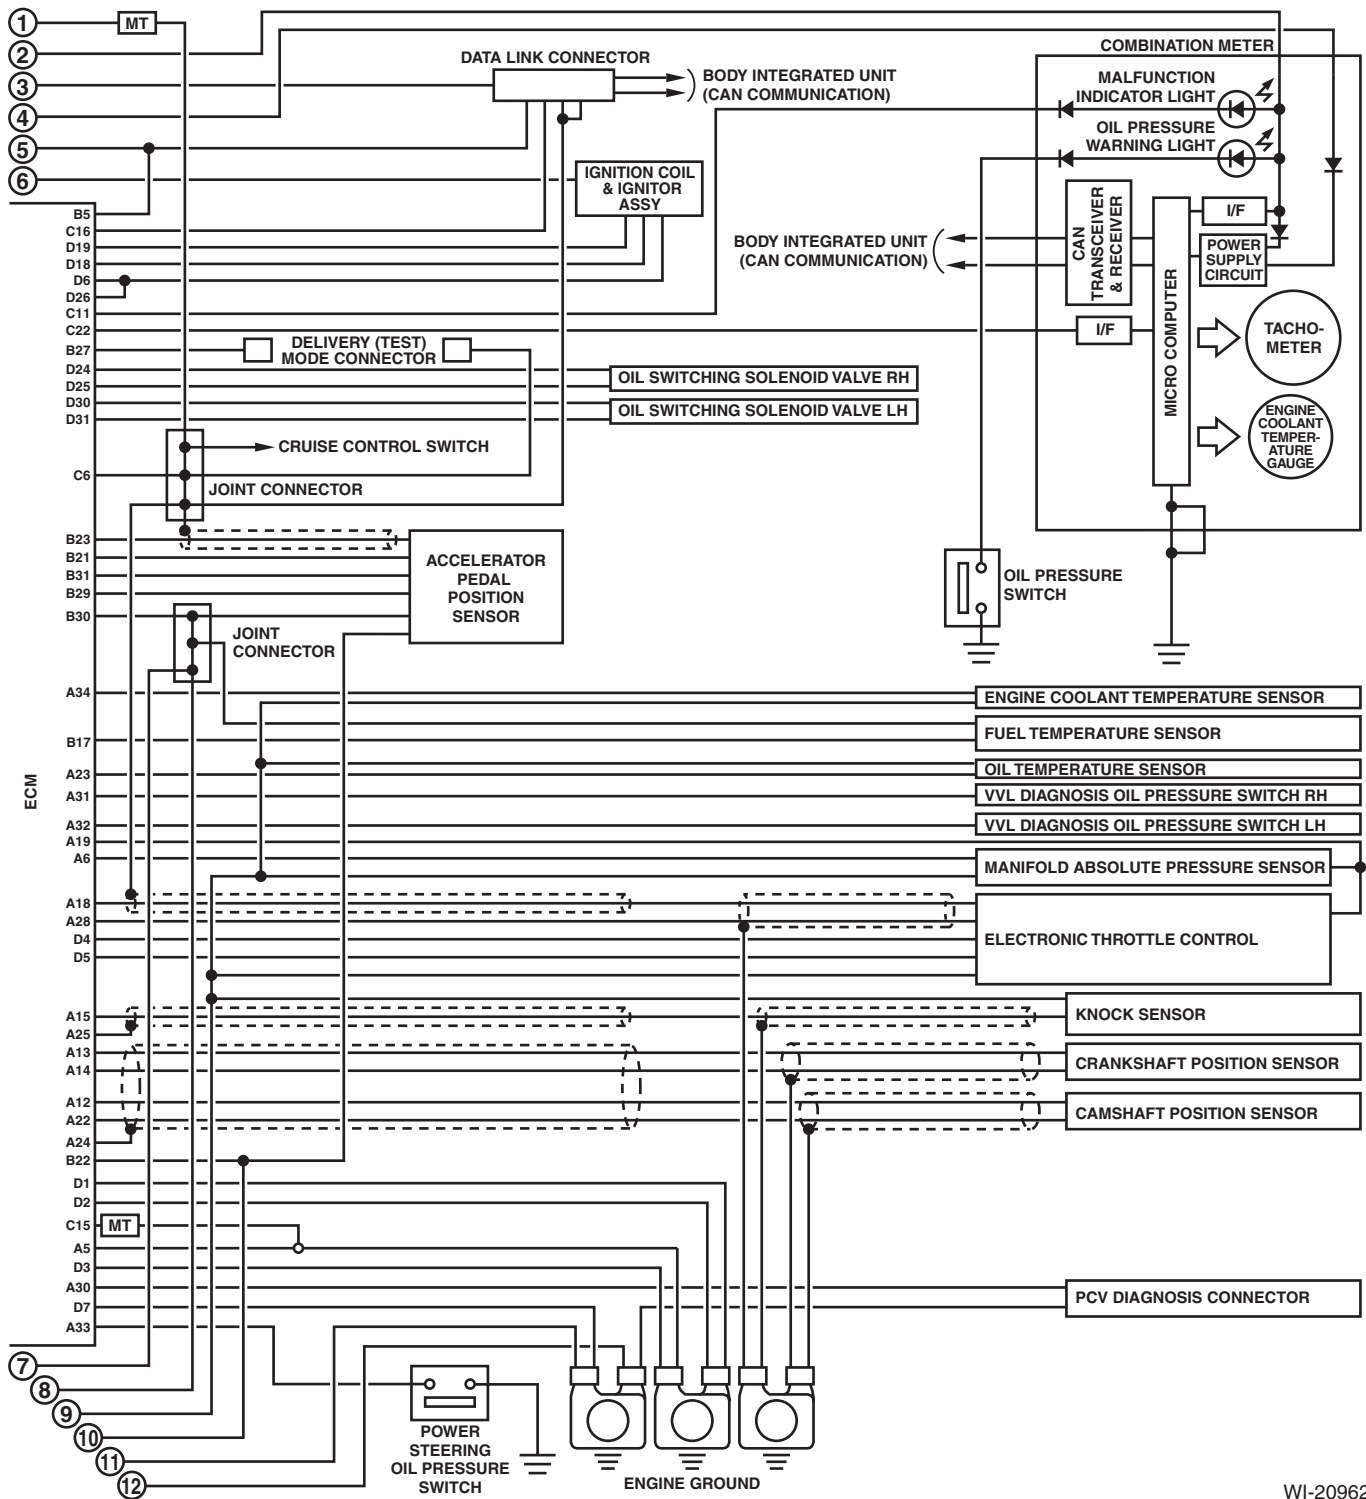 1
MT
2
COMBINATION METER
DATA LINK CONNECTOR
3
BODY INTEGRATED UNIT
(CAN COMMUNICATION)
MALFUNCTION
INDICATOR LIGHT
4
OIL PRESSURE
WARNING LIGHT
5
6
IGNITION COIL
& IGNITOR
ASSY
CAN
TRANSCEIVER
& RECEIVER
MICRO COMPUTER
I/F
POWER
SUPPLY
CIRCUIT
BODY INTEGRATED UNIT
(CAN COMMUNICATION)
I/F
TACHO-
METER
ENGINE
COOLANT
TEMPER-
ATURE
GAUGE
ECM
B5
C16
D19
D18
D6
D26
C11
C22
B27
DELIVERY (TEST)
MODE CONNECTOR
D24
OIL SWITCHING SOLENOID VALVE RH
D25
D30
OIL SWITCHING SOLENOID VALVE LH
D31
CRUISE CONTROL SWITCH
C6
JOINT CONNECTOR
B23
B21
B31
B29
B30
ACCELERATOR
PEDAL
POSITION
SENSOR
OIL PRESSURE
SWITCH
JOINT
CONNECTOR
A34
ENGINE COOLANT TEMPERATURE SENSOR
FUEL TEMPERATURE SENSOR
B17
OIL TEMPERATURE SENSOR
A23
A31
VVL DIAGNOSIS OIL PRESSURE SWITCH RH
A32
VVL DIAGNOSIS OIL PRESSURE SWITCH LH
A19
A6
MANIFOLD ABSOLUTE PRESSURE SENSOR
A18
A28
D4
ELECTRONIC THROTTLE CONTROL
D5
A15
KNOCK SENSOR
A25
A13
A14
CRANKSHAFT POSITION SENSOR
A12
A22
CAMSHAFT POSITION SENSOR
A24
B22
D1
D2
C15
MT
A5
D3
A30
PCV DIAGNOSIS CONNECTOR
D7
A33
7
8
9
10
11
12
POWER
STEERING
OIL PRESSURE
SWITCH
ENGINE GROUND
WI-20962